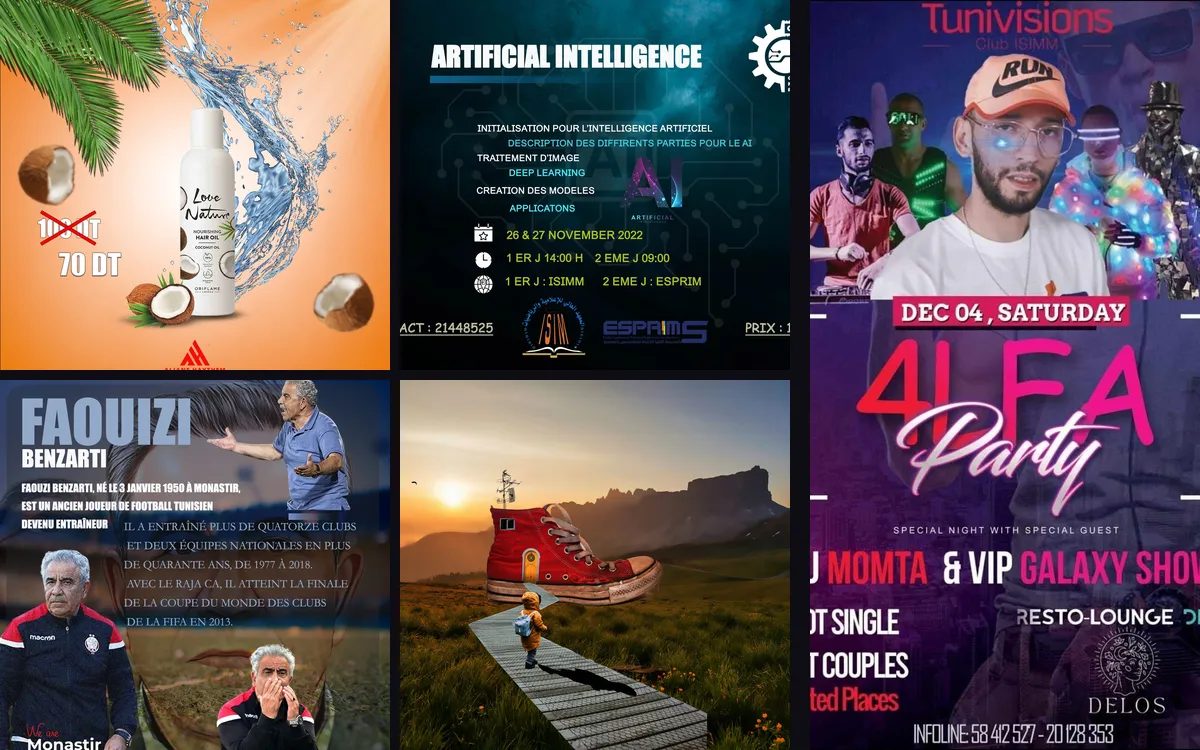 70 DT
Love
Nature
NOURISHING
HAIR OIL
COCONUT OIL
ORIFLAME
ARTIFICIAL INTELLIGENCE
INITIALISATION POUR L'INTELLIGENCE ARTIFICIEL
DESCRIPTION DES DIFFIRENTS PARTIES POUR LE AI
TRAITEMENT D'IMAGE
DEEP LEARNING
CREATION DES MODELES
APPLICATONS
AI
ARTIFICIAL
26 & 27 NOVEMBER 2022
1 ER J 14:00 H 2 EME J 09:00
1 ER J : ISIMM 2 EME J : ESPRIM
ACT : 21448525
ISIM
ESPRIMS
PRIX : 1
FAOUIZI
BENZARTI
FAOUZI BENZARTI, NÉ LE 3 JANVIER 1950 À MONASTIR,
EST UN ANCIEN JOUEUR DE FOOTBALL TUNISIEN
DEVENU ENTRAÎNEUR
IL A ENTRAÎNÉ PLUS DE QUATORZE CLUBS
ET DEUX ÉQUIPES NATIONALES EN PLUS
DE QUARANTE ANS, DE 1977 À 2018.
AVEC LE RAJA CA, IL ATTEINT LA FINALE
DE LA COUPE DU MONDE DES CLUBS
DE LA FIFA EN 2013.
macron
We are
Monastir
Tunivisions
Club ISIMM
RUN
DEC 04 , SATURDAY
4LFA
Party
SPECIAL NIGHT WITH SPECIAL GUEST
J MOMTA & VIP GALAXY SHOW
DT SINGLE
T COUPLES
ted Places
RESTO-LOUNGE
DELOS
INFOLINE: 58 412 527 - 20 128 353